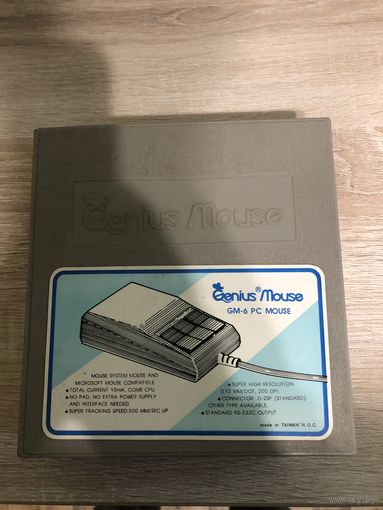 Genius Mouse
Genius® Mouse
GM-6 PC MOUSE
MOUSE SYSTEM MOUSE AND
MICROSOFT MOUSE COMPATIBLE.
● TOTAL CURRENT 10mA, COMS CPU.
● NO PAD, NO EXTRA POWER SUPPLY
AND INTERFACE NEEDED.
● SUPER TRACKING SPEED:500 MM/SEC UP
● SUPER HIGH RESOLUTION:
0.12 MM/DOT, 200 DPI.
● CONNECTOR: D-25P (STANDARD),
OTHER TYPE AVAILABLE.
● STANDARD RS-232C OUTPUT
made in TAIWAN R.O.C.